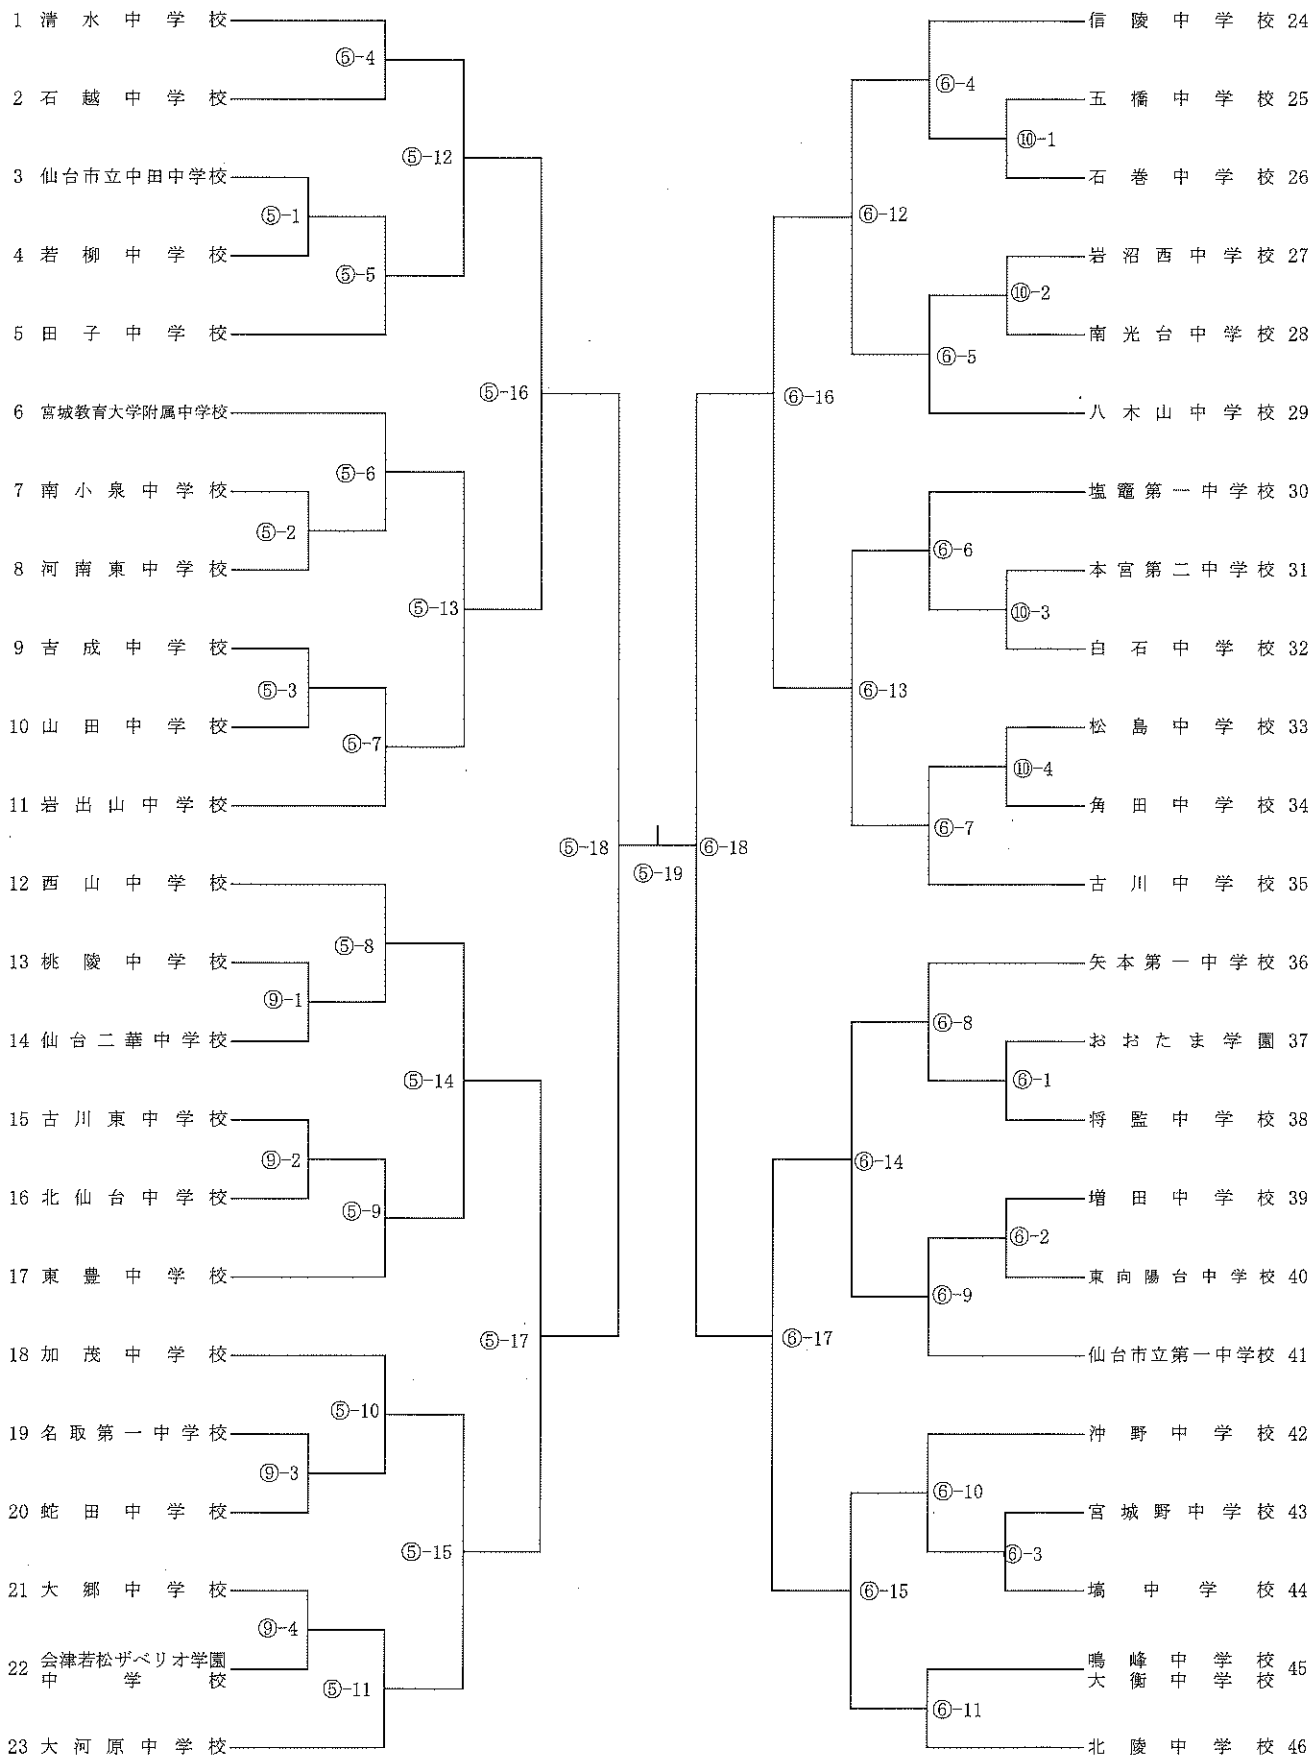 1 清水中学校
⑤-4
2 石越中学校
⑤-12
3 仙台市立中田中学校
⑤-1
4 若柳中学校
⑤-5
5 田子中学校
⑤-16
6 宮城教育大学附属中学校
⑤-6
7 南小泉中学校
⑤-2
8 河南東中学校
⑤-13
9 吉成中学校
⑤-3
10 山田中学校
⑤-7
11 岩出山中学校
⑤-18
⑤-19
12 西山中学校
⑤-8
13 桃陵中学校
⑨-1
14 仙台二華中学校
⑤-14
15 古川東中学校
⑨-2
16 北仙台中学校
⑤-9
17 東豊中学校
⑤-17
18 加茂中学校
⑤-10
19 名取第一中学校
⑨-3
20 蛇田中学校
⑤-15
21 大郷中学校
⑨-4
22 会津若松ザベリオ学園
中学校
⑤-11
23 大河原中学校
信陵中学校 24
⑥-4
五橋中学校 25
⑩-1
石巻中学校 26
⑥-12
岩沼西中学校 27
⑩-2
南光台中学校 28
⑥-5
⑥-16
八木山中学校 29
塩竈第一中学校 30
⑥-6
本宮第二中学校 31
⑩-3
白石中学校 32
⑥-13
松島中学校 33
⑩-4
角田中学校 34
⑥-7
⑥-18
古川中学校 35
矢本第一中学校 36
⑥-8
おおたま学園 37
⑥-1
将監中学校 38
⑥-14
増田中学校 39
⑥-2
東向陽台中学校 40
⑥-9
⑥-17
仙台市立第一中学校 41
沖野中学校 42
⑥-10
宮城野中学校 43
⑥-3
塙中学校 44
⑥-15
鳴峰中学校
大衡中学校 45
⑥-11
北陵中学校 46